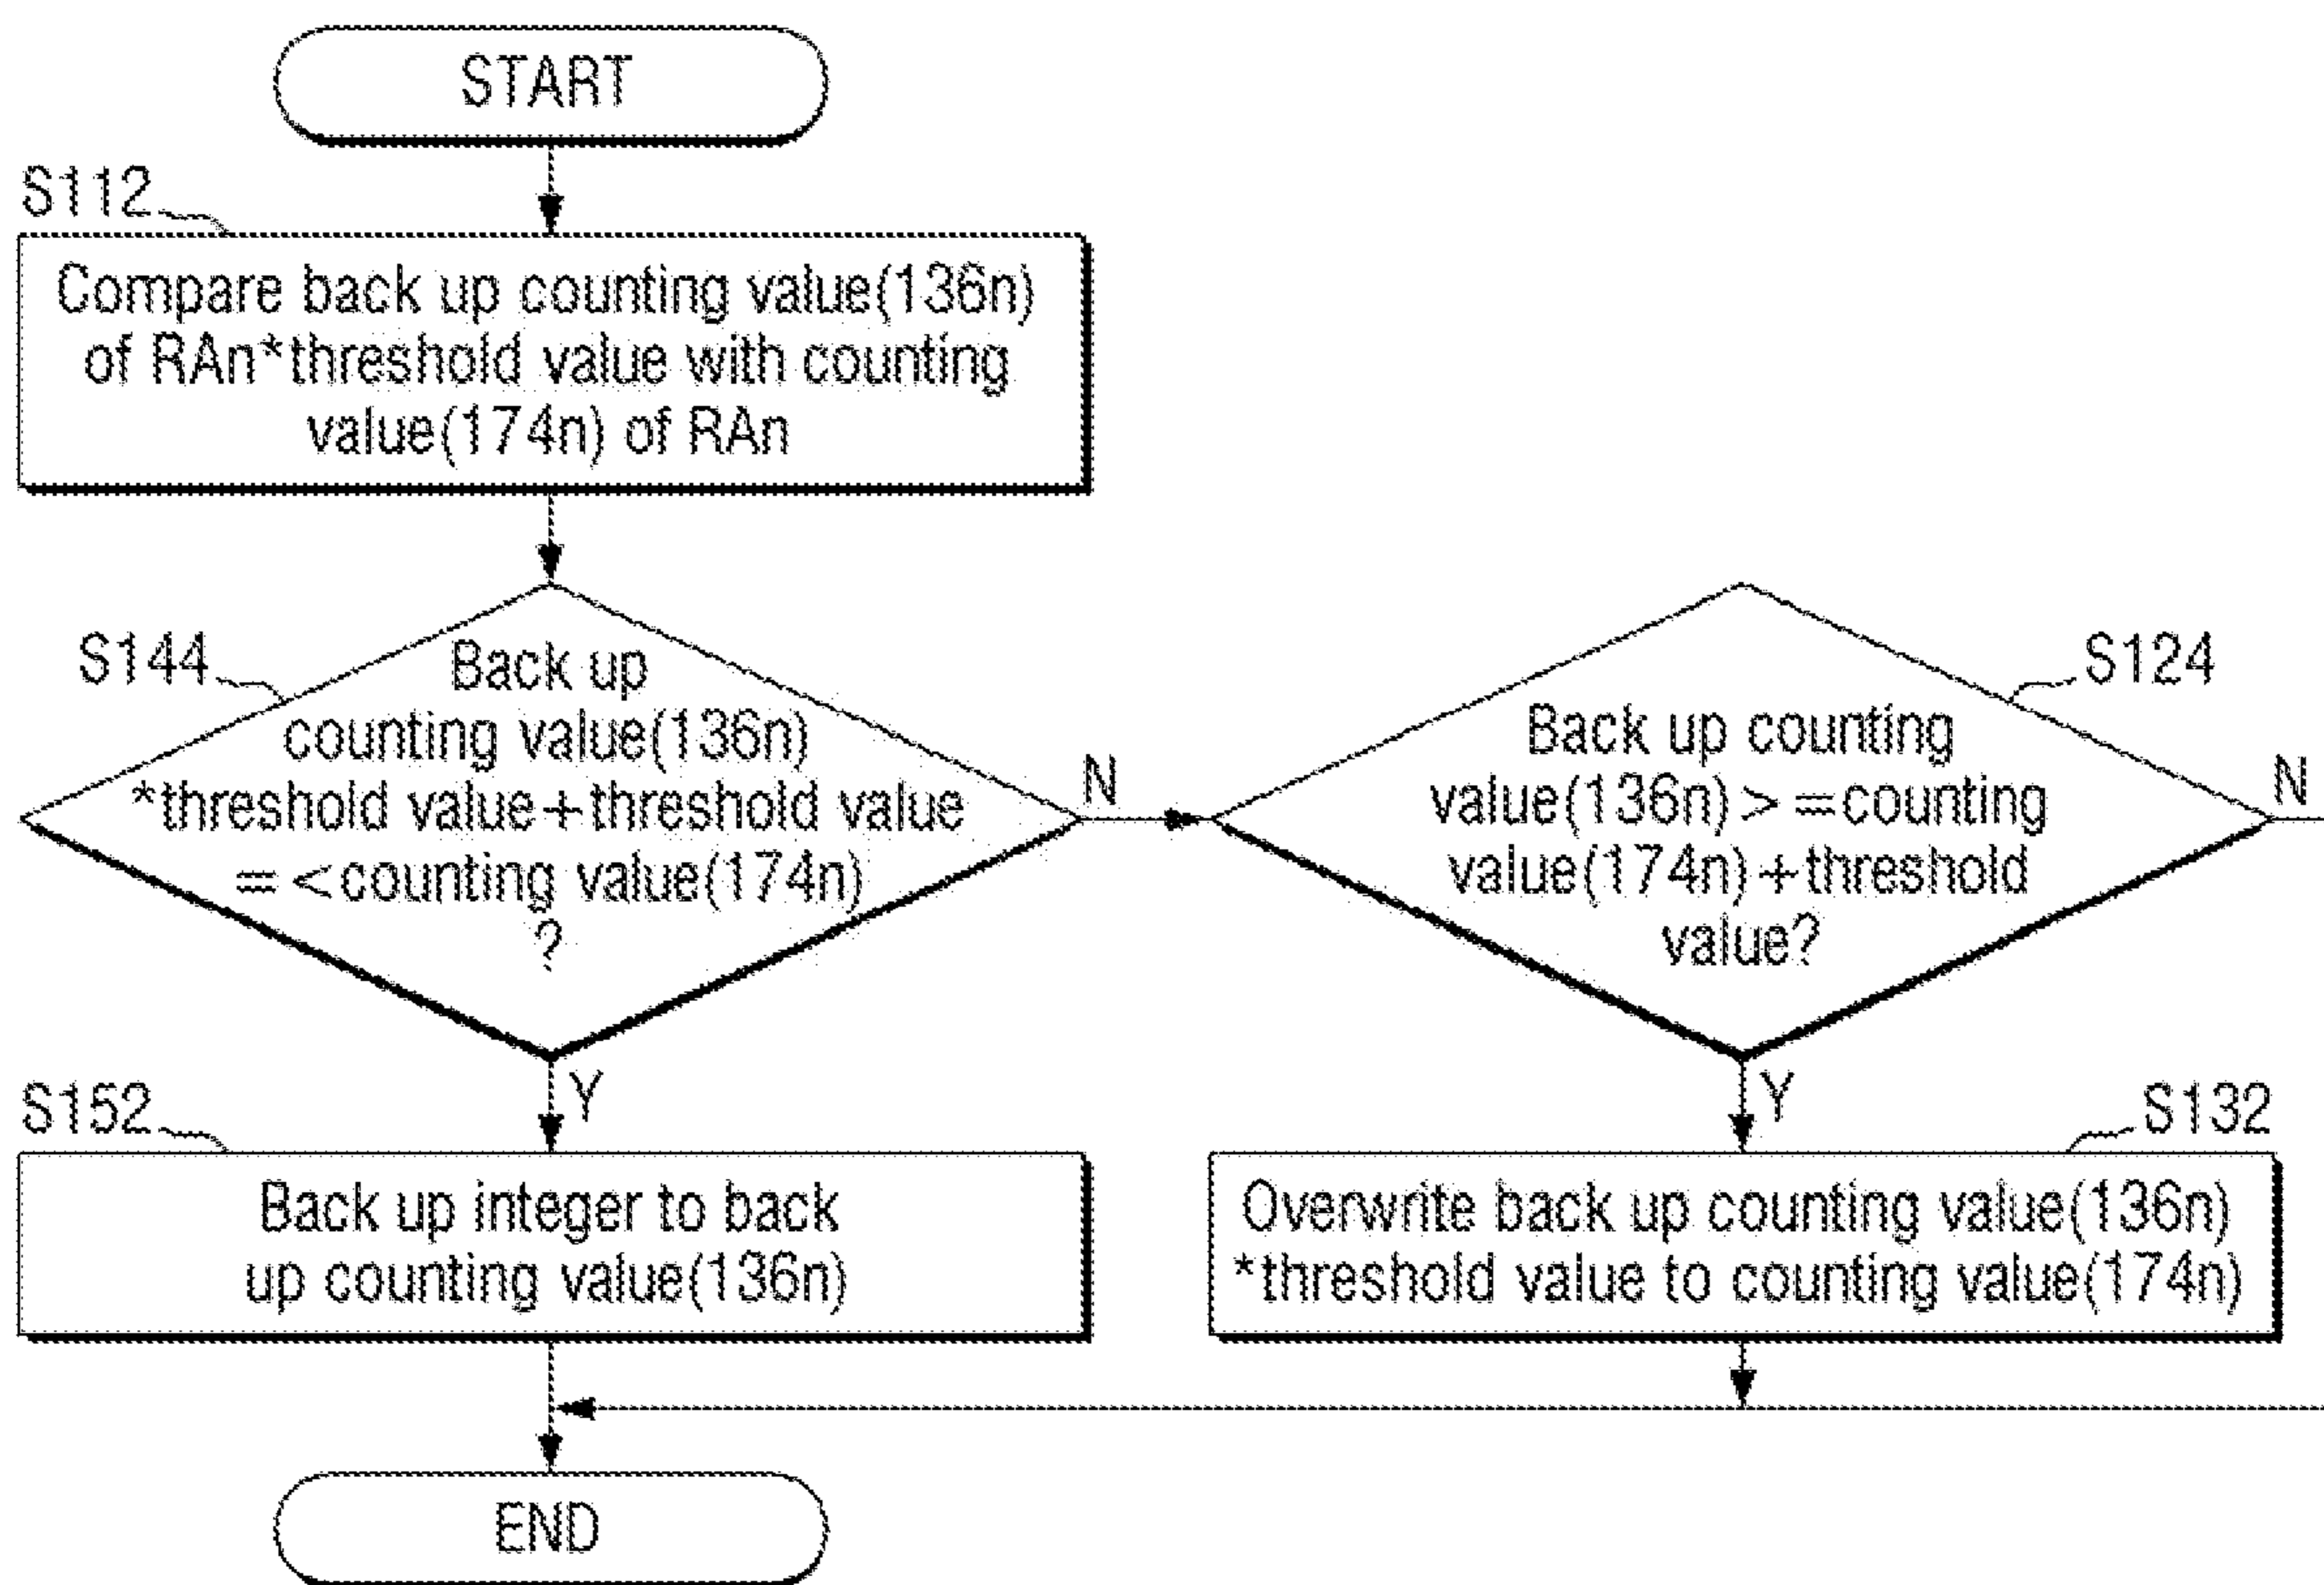 START
S112
Compare back up counting value(136n)
of RAn*threshold value with counting
value(174n) of RAn
S144
Back up
counting value(136n)
*threshold value+threshold value
=<counting value(174n)
?
N
Y
S124
Back up counting
value(136n)>=counting
value(174n)+threshold
value?
N
Y
S152
Back up integer to back
up counting value(136n)
S132
Overwrite back up counting value(136n)
*threshold value to counting value(174n)
END